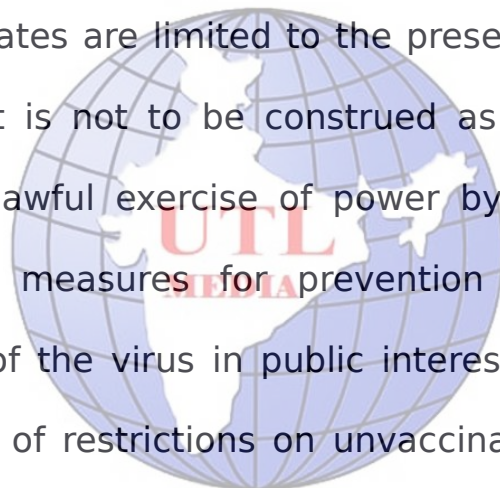 ates are limited to the prese
t is not to be construed as
awful exercise of power by
UTL
measures for prevention
MEDIA
of the virus in public interes
of restrictions on unvaccina